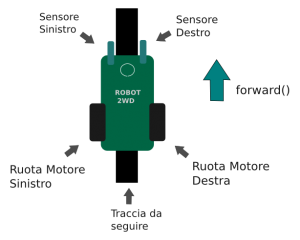 Sensore
Sinistro
Sensore
Destro
ROBOT
2WD
forward()
Ruota Motore
Sinistro
Ruota Motore
Destra
Traccia da
seguire